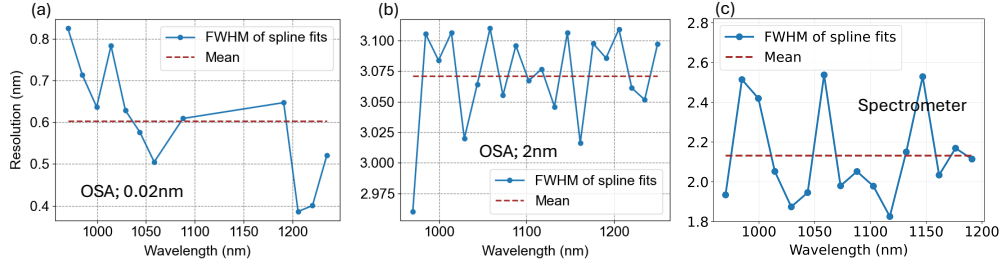 (a)
FWHM of spline fits
Mean
OSA; 0.02nm
Resolution (nm)
0.8
0.7
0.6
0.5
0.4
1000
1050
1100
1150
1200
Wavelength (nm)
(b)
3.100
3.075
3.050
3.025
3.000
2.975
OSA; 2nm
FWHM of spline fits
Mean
1000
1100
1200
Wavelength (nm)
(c)
FWHM of spline fits
Mean
Spectrometer
2.8
2.6
2.4
2.2
2.0
1.8
1000
1050
1100
1150
1200
Wavelength (nm)